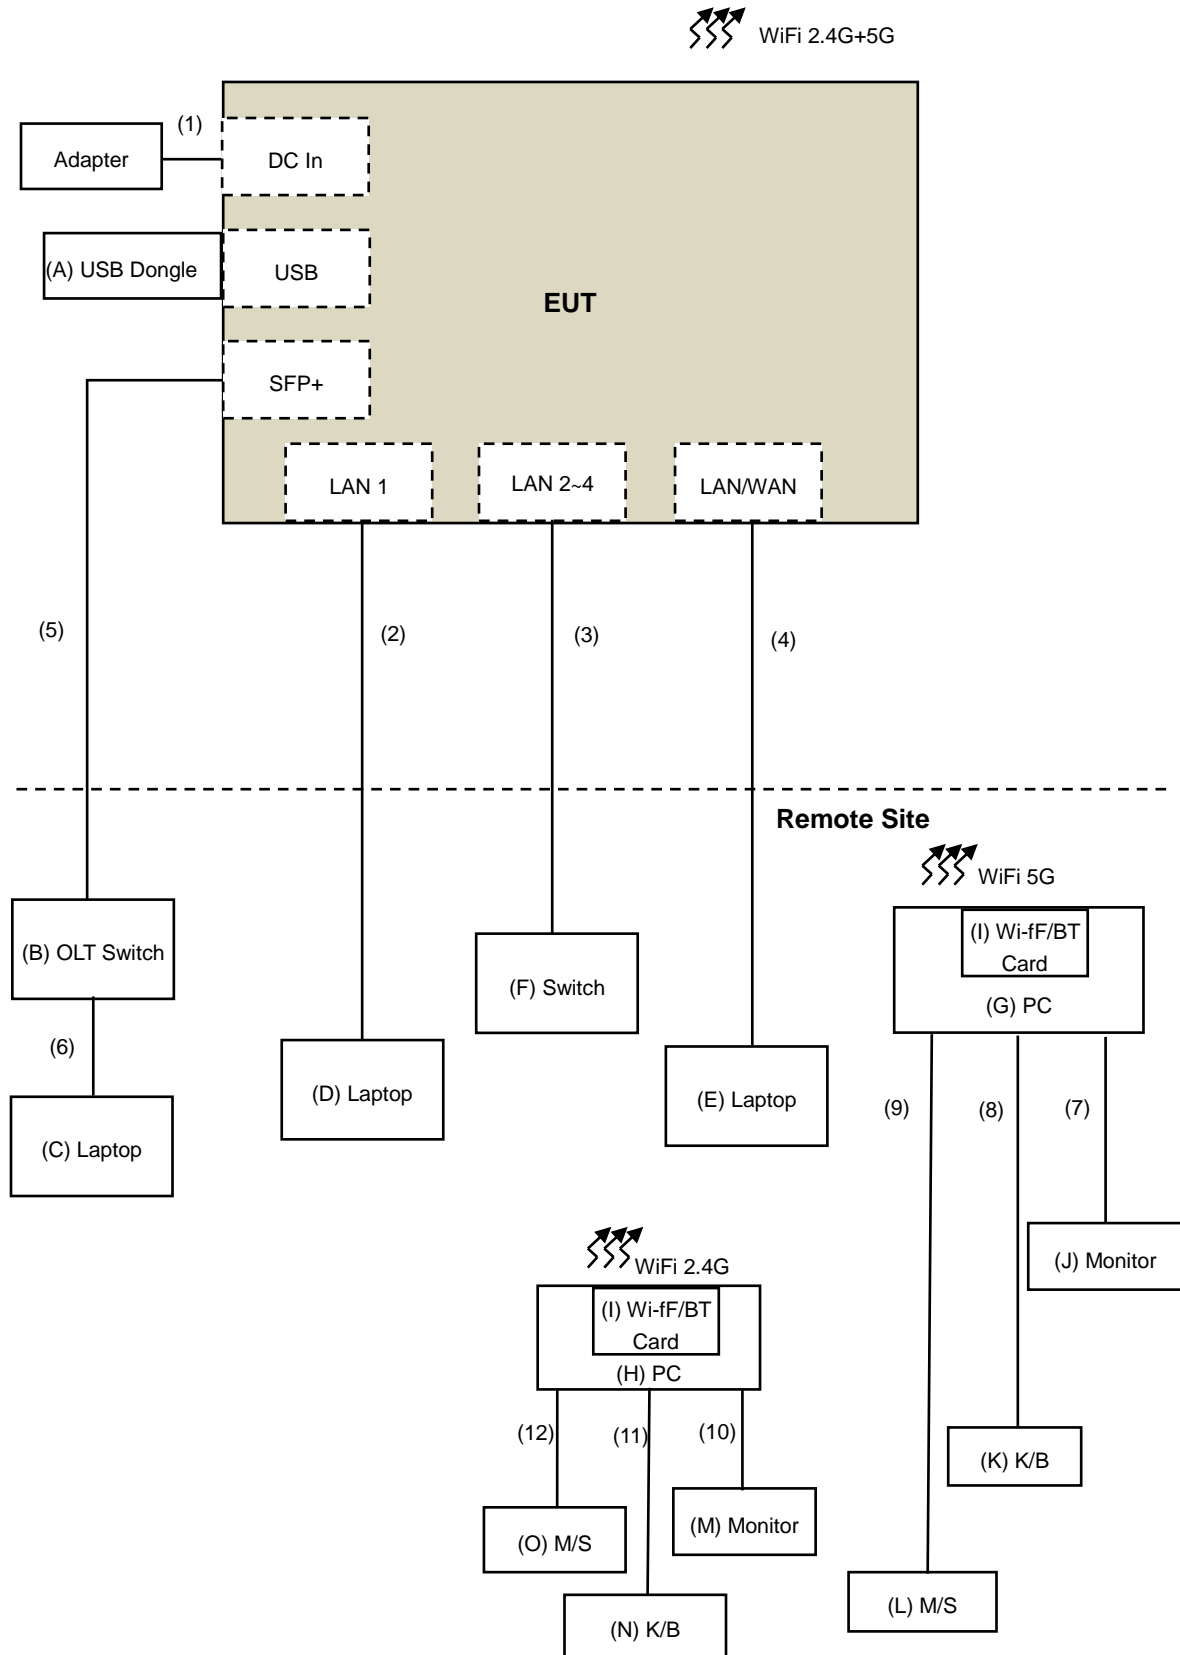 WiFi 2.4G+5G
(1)
Adapter
DC In
(A) USB Dongle
USB
EUT
SFP+
LAN 1
LAN 2~4
LAN/WAN
(5)
(2)
(3)
(4)
Remote Site
WiFi 5G
(I) Wi-fF/BT
Card
(G) PC
(B) OLT Switch
(F) Switch
(6)
(D) Laptop
(E) Laptop
(9)
(8)
(7)
(C) Laptop
(J) Monitor
WiFi 2.4G
(I) Wi-fF/BT
Card
(H) PC
(12)
(11)
(10)
(K) K/B
(O) M/S
(M) Monitor
(L) M/S
(N) K/B